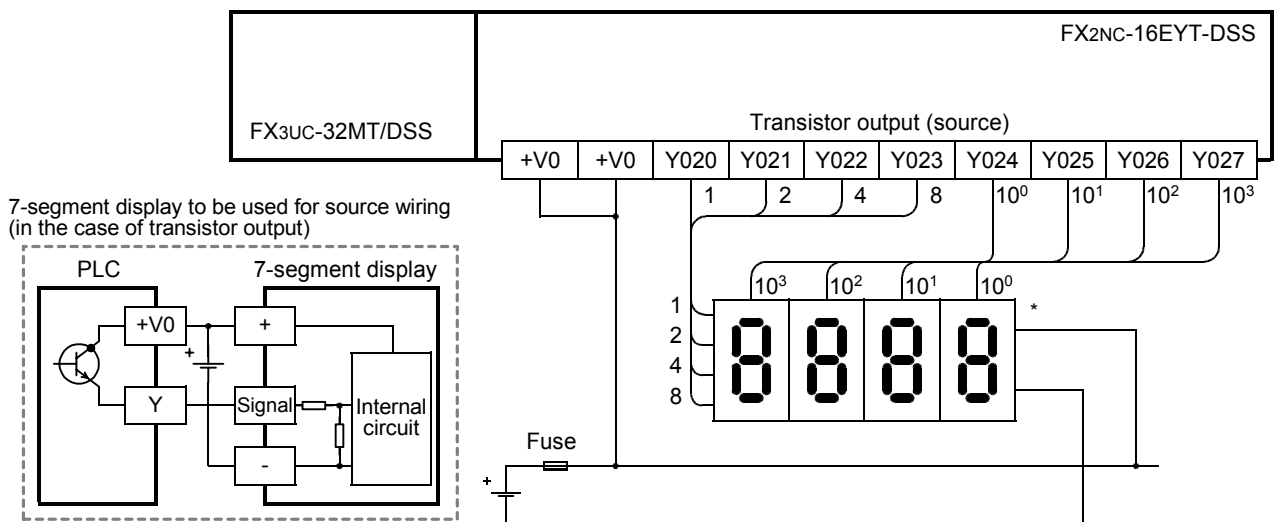 FX2NC-16EYT-DSS
FX3UC-32MT/DSS
Transistor output (source)
+V0 +V0 Y020 Y021 Y022 Y023 Y024 Y025 Y026 Y027
1 2 4 8 10⁰ 10¹ 10² 10³
7-segment display to be used for source wiring
(in the case of transistor output)
PLC 7-segment display
+V0 +
+
Y Signal Internal
circuit
-
10³ 10² 10¹ 10⁰
1 *
2
4
8
Fuse
+